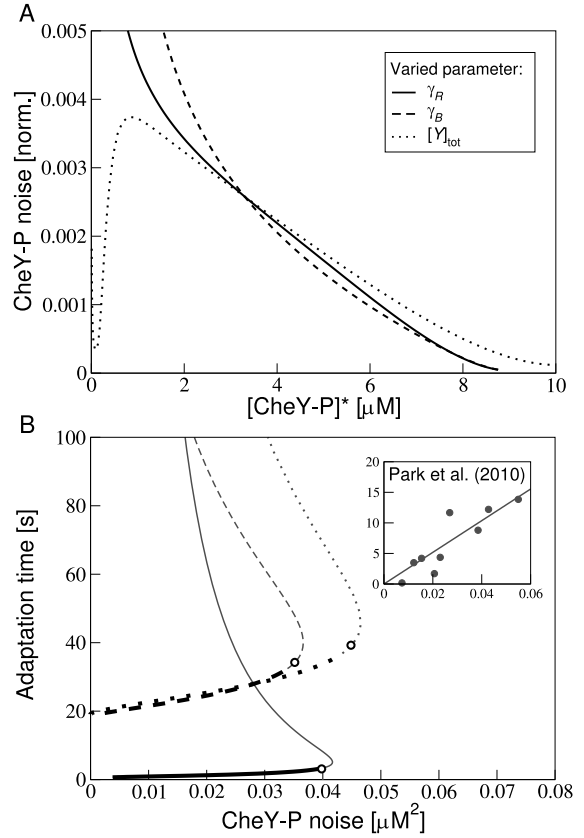 A
0.005
0.004
0.003
0.002
0.001
0
CheY-P noise [norm.]
Varied parameter:
γR
γB
[Y]tot
0 2 4 6 8 10
[CheY-P]* [μM]
B
100
80
60
40
20
0
Adaptation time [s]
Park et al. (2010)
20
15
10
5
0
0 0.02 0.04 0.06
0 0.01 0.02 0.03 0.04 0.05 0.06 0.07 0.08
CheY-P noise [μM²]